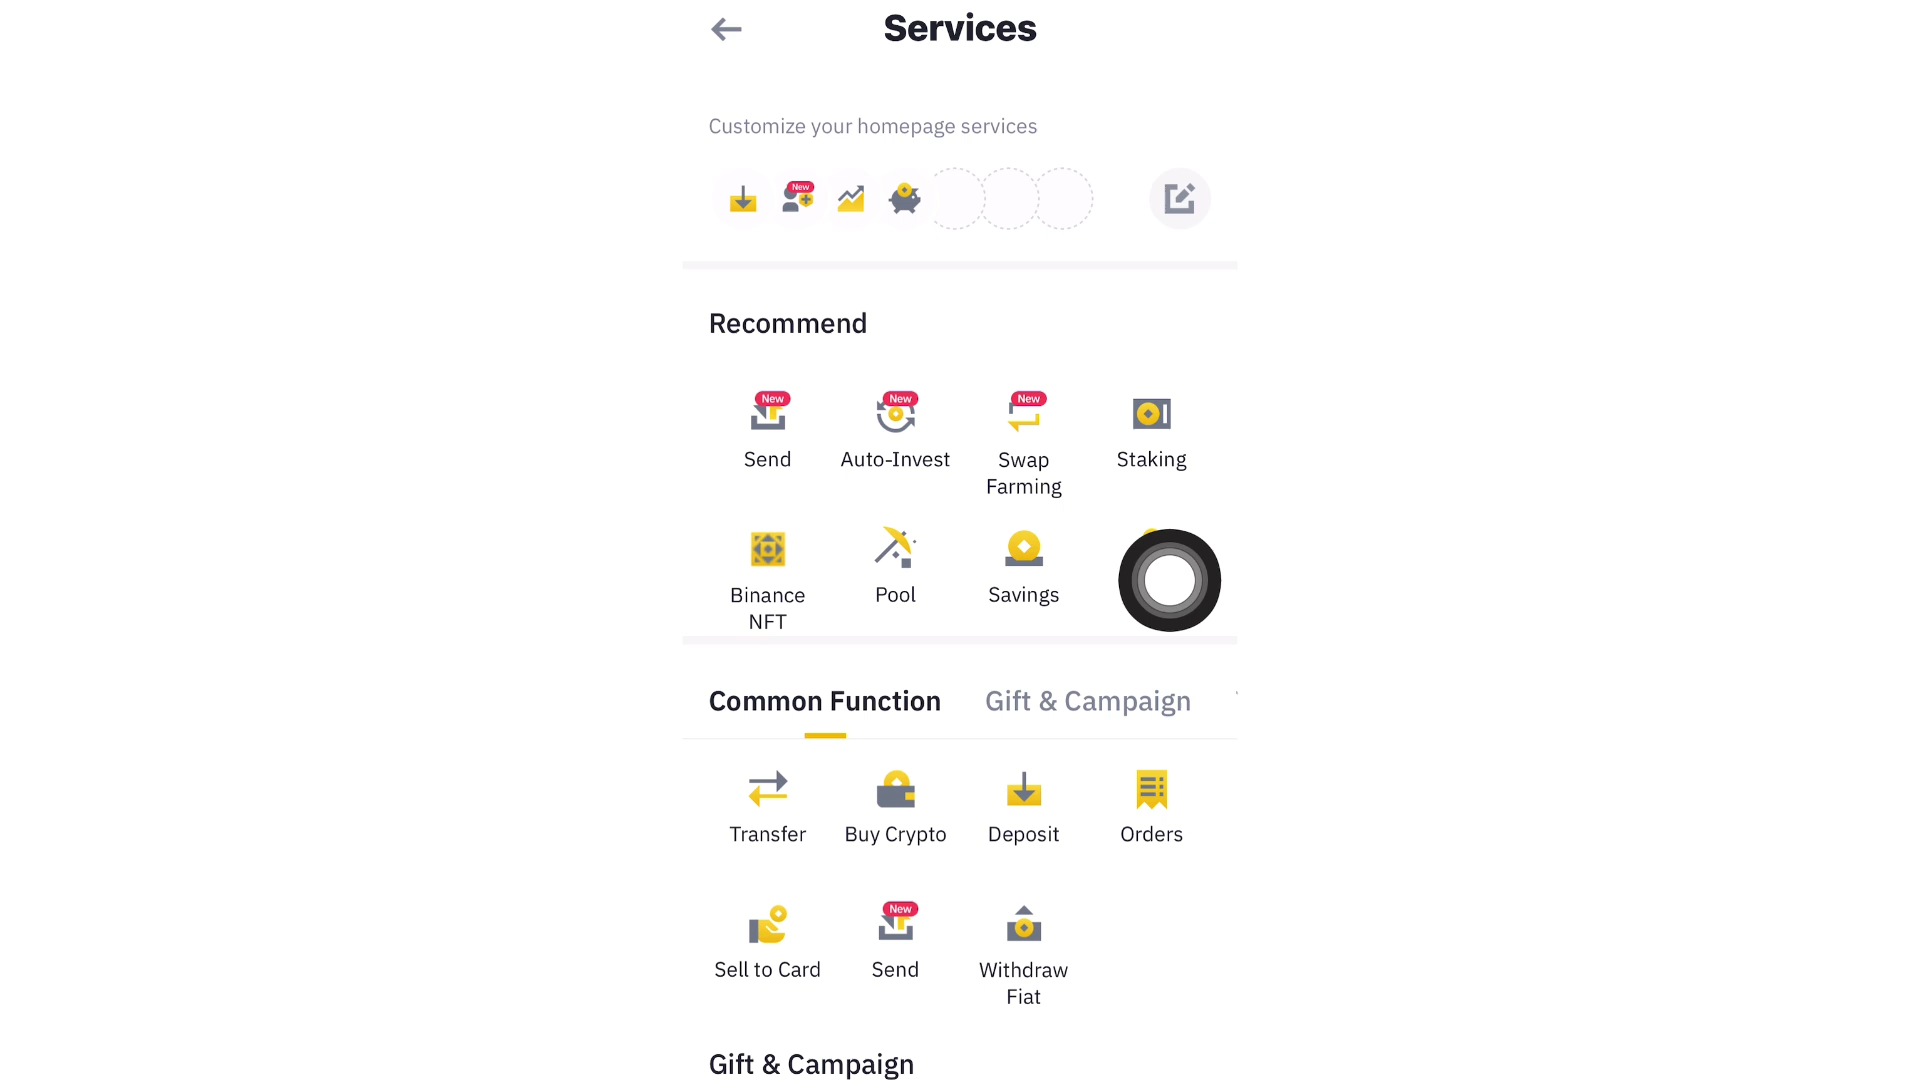 Services
Customize your homepage services
New
Recommend
New
New
New
Send
Auto-Invest
Swap
Farming
Staking
Binance
NFT
Pool
Savings
Common Function
Gift & Campaign
Transfer
Buy Crypto
Deposit
Orders
New
Sell to Card
Send
Withdraw
Fiat
Gift & Campaign